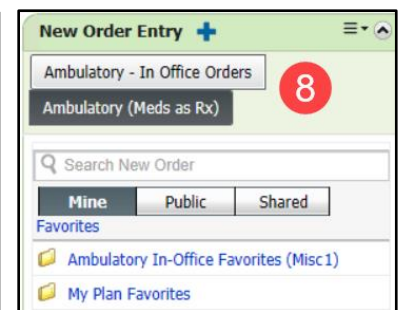 New Order Entry
Ambulatory - In Office Orders
8
Ambulatory (Meds as Rx)
Search New Order
Mine Public Shared
Favorites
Ambulatory In-Office Favorites (Misc1)
My Plan Favorites